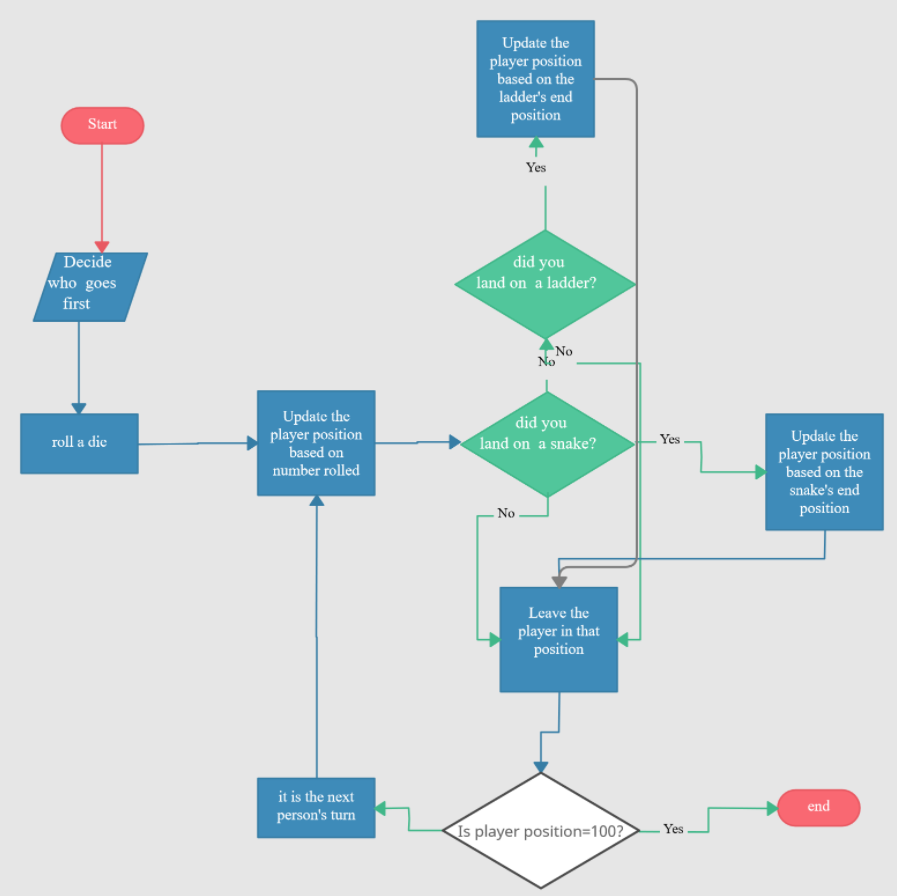 Update the
player position
based on the
ladder's end
position
Start
Yes
Decide
who goes
first
did you
land on a ladder?
No
No
Update the
player position
based on
number rolled
did you
land on a snake?
roll a die
Yes
Update the
player position
based on the
snake's end
position
No
Leave the
player in that
position
it is the next
person's turn
Is player position=100?
Yes
end